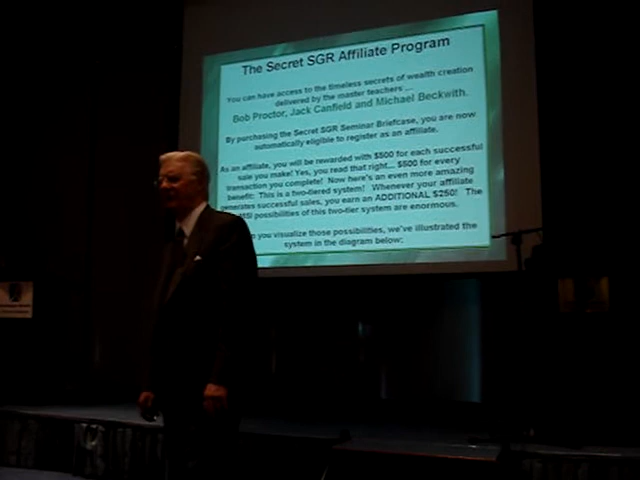 The Secret SGR Affiliate Program
You can have access to the timeless secrets of wealth creation
delivered by the master teachers ...
Bob Proctor, Jack Canfield and Michael Beckwith.
By purchasing the Secret SGR Seminar Briefcase, you are now
automatically eligible to register as an affiliate.
As an affiliate, you will be rewarded with $500 for each successful
sale you make! Yes, you read that right... $500 for every
transaction you complete! Now here's an even more amazing
benefit: This is a two-tiered system! Whenever your affiliate
generates successful sales, you earn an ADDITIONAL $250! The
possibilities of this two-tier system are enormous.
you visualize those possibilities, we've illustrated the
system in the diagram below: